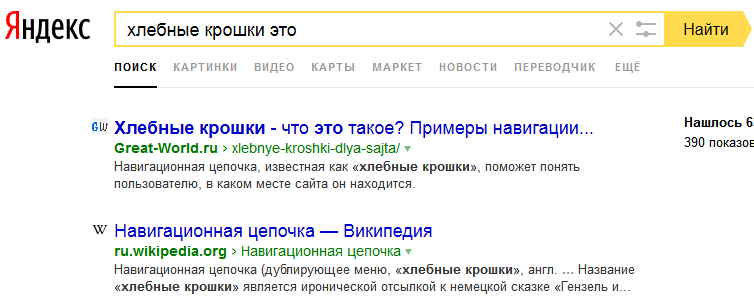 Яндекс
хлебные крошки это
Найти
ПОИСК КАРТИНКИ ВИДЕО КАРТЫ МАРКЕТ НОВОСТИ ПЕРЕВОДЧИК ЕЩЁ
Хлебные крошки - что это такое? Примеры навигации...
Great-World.ru › xlebnye-kroshki-dlya-sajta/
Навигационная цепочка, известная как «хлебные крошки», поможет понять
пользователю, в каком месте сайта он находится.
Навигационная цепочка — Википедия
ru.wikipedia.org › Навигационная цепочка
Навигационная цепочка (дублирующее меню, «хлебные крошки», англ. ... Название
«хлебные крошки» является иронической отсылкой к немецкой сказке «Гензель и...
Нашлось
390 показов